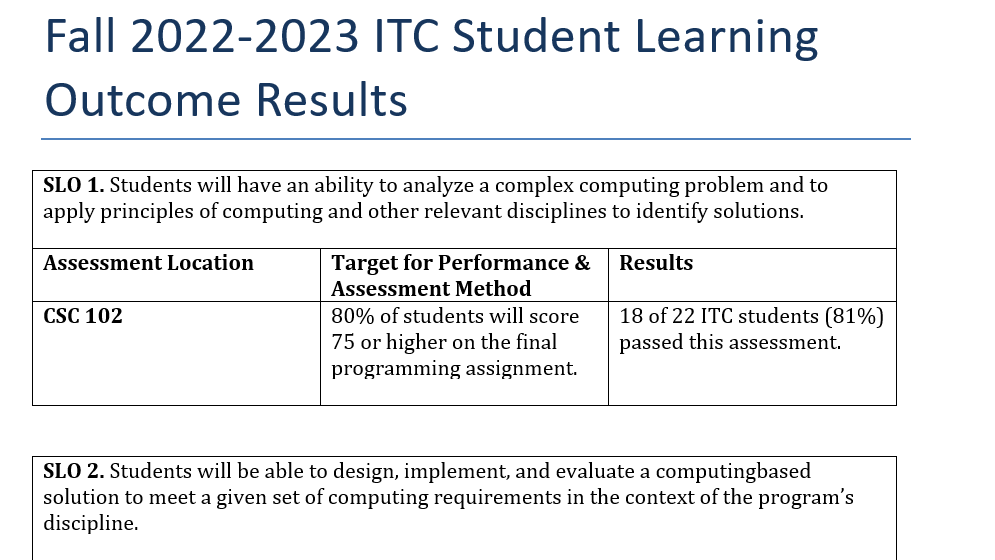 Fall 2022-2023 ITC Student Learning
Outcome Results
SLO 1. Students will have an ability to analyze a complex computing problem and to
apply principles of computing and other relevant disciplines to identify solutions.
Assessment Location
Target for Performance &
Assessment Method
Results
CSC 102
80% of students will score
75 or higher on the final
programming assignment.
18 of 22 ITC students (81%)
passed this assessment.
SLO 2. Students will be able to design, implement, and evaluate a computingbased
solution to meet a given set of computing requirements in the context of the program’s
discipline.